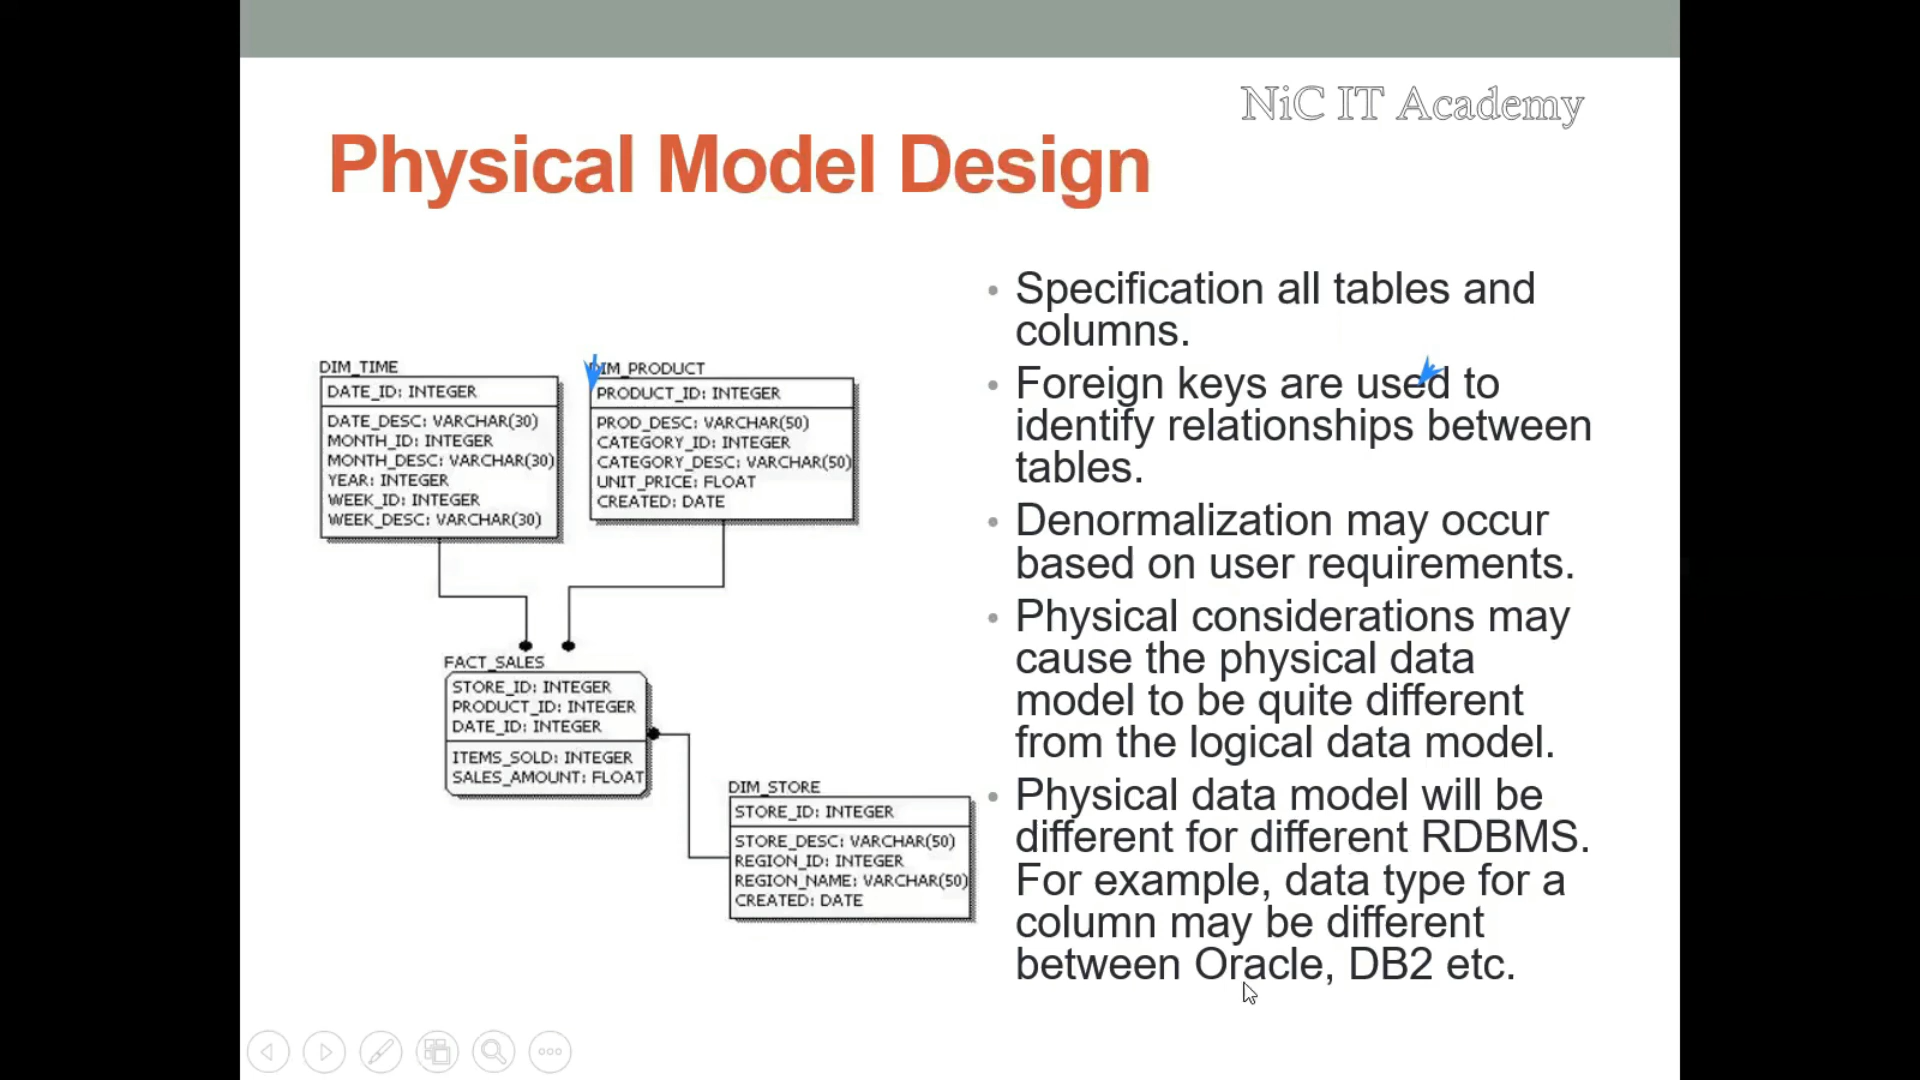 NiC IT Academy
Physical Model Design
DIM_TIME
DATE_ID: INTEGER
DATE_DESC: VARCHAR(30)
MONTH_ID: INTEGER
MONTH_DESC: VARCHAR(30)
YEAR: INTEGER
WEEK_ID: INTEGER
WEEK_DESC: VARCHAR(30)
DIM_PRODUCT
PRODUCT_ID: INTEGER
PROD_DESC: VARCHAR(50)
CATEGORY_ID: INTEGER
CATEGORY_DESC: VARCHAR(50)
UNIT_PRICE: FLOAT
CREATED: DATE
FACT_SALES
STORE_ID: INTEGER
PRODUCT_ID: INTEGER
DATE_ID: INTEGER
ITEMS_SOLD: INTEGER
SALES_AMOUNT: FLOAT
DIM_STORE
STORE_ID: INTEGER
STORE_DESC: VARCHAR(50)
REGION_ID: INTEGER
REGION_NAME: VARCHAR(50)
CREATED: DATE
• Specification all tables and
columns.
• Foreign keys are used to
identify relationships between
tables.
• Denormalization may occur
based on user requirements.
• Physical considerations may
cause the physical data
model to be quite different
from the logical data model.
• Physical data model will be
different for different RDBMS.
For example, data type for a
column may be different
between Oracle, DB2 etc.